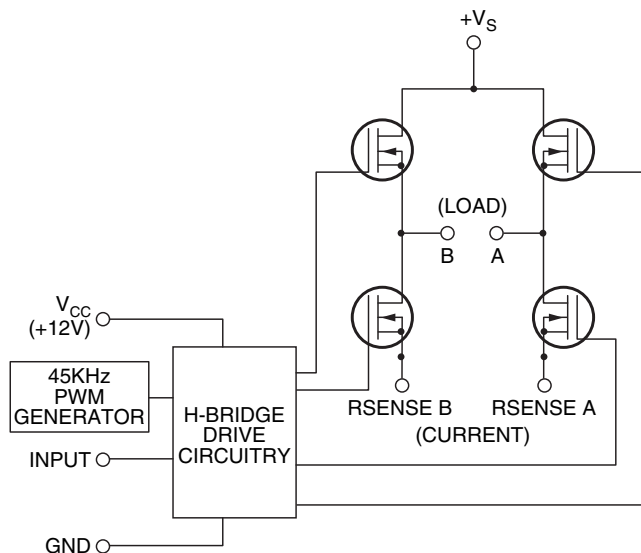 +VS
(LOAD)
B A
VCC
(+12V)
45KHz
PWM
GENERATOR
H-BRIDGE
DRIVE
CIRCUITRY
RSENSE B RSENSE A
(CURRENT)
INPUT
GND